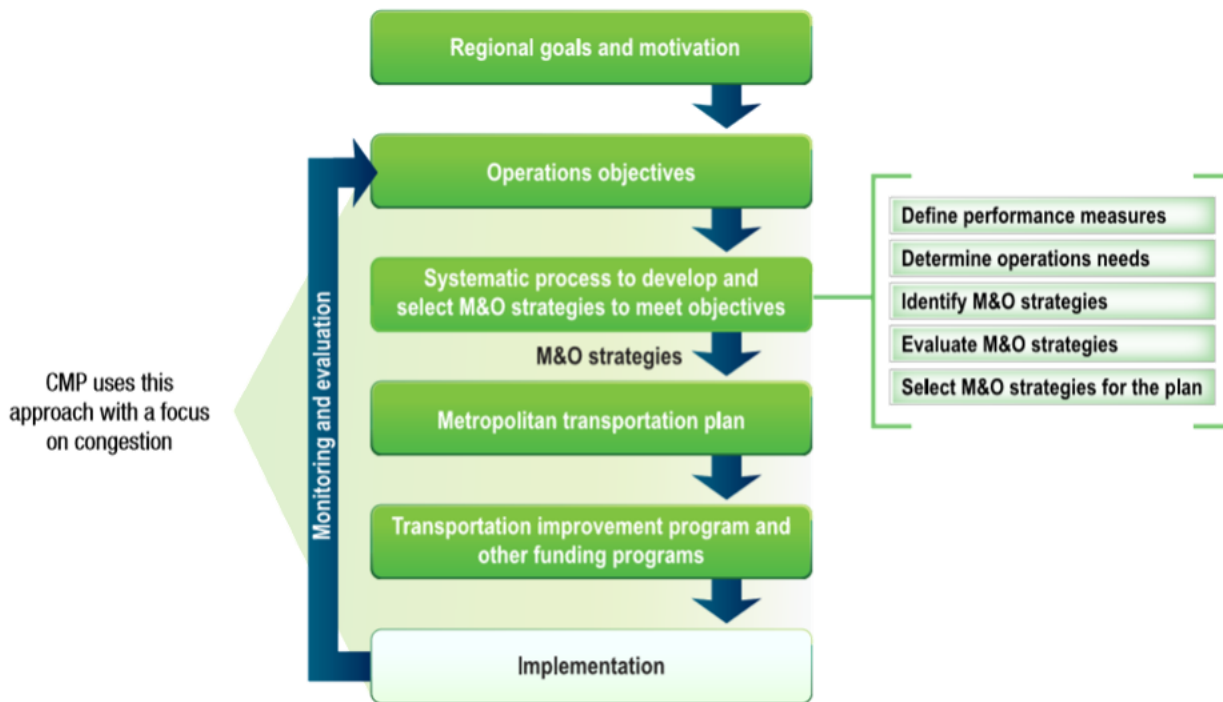 Regional goals and motivation
Operations objectives
Systematic process to develop and
select M&O strategies to meet objectives
M&O strategies
Metropolitan transportation plan
Transportation improvement program and
other funding programs
Implementation
Monitoring and evaluation
CMP uses this
approach with a focus
on congestion
Define performance measures
Determine operations needs
Identify M&O strategies
Evaluate M&O strategies
Select M&O strategies for the plan